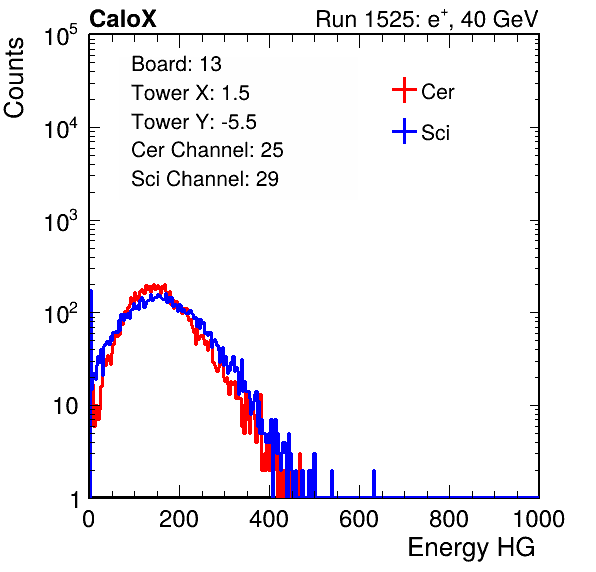 CaloX Run 1525: e⁺, 40 GeV
Counts
10⁵
10⁴
10³
10²
10
1
Board: 13
Tower X: 1.5
Tower Y: -5.5
Cer Channel: 25
Sci Channel: 29
Cer
Sci
0 200 400 600 800 1000
Energy HG